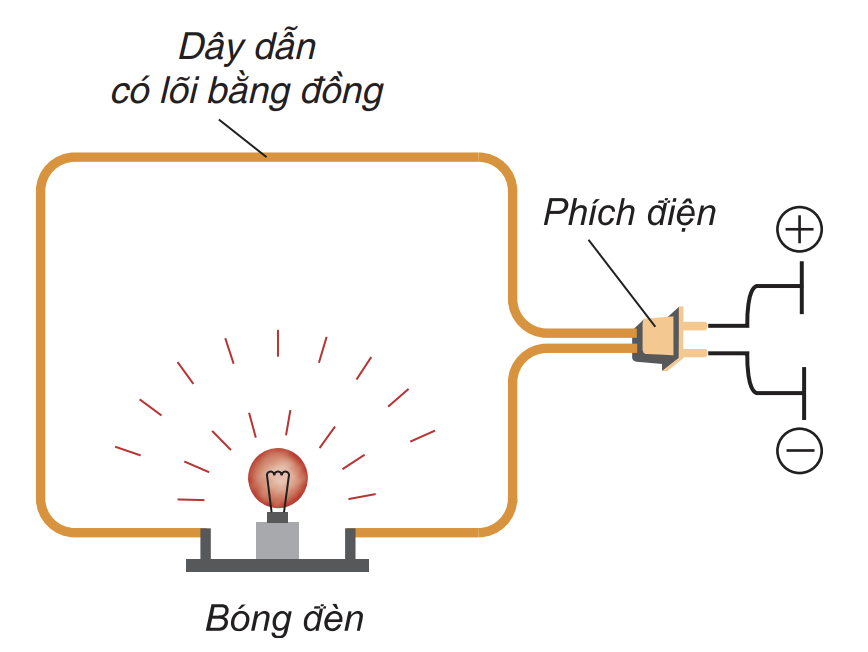 Dây dẫn
có lõi bằng đồng
Phích điện
+
−
Bóng đèn